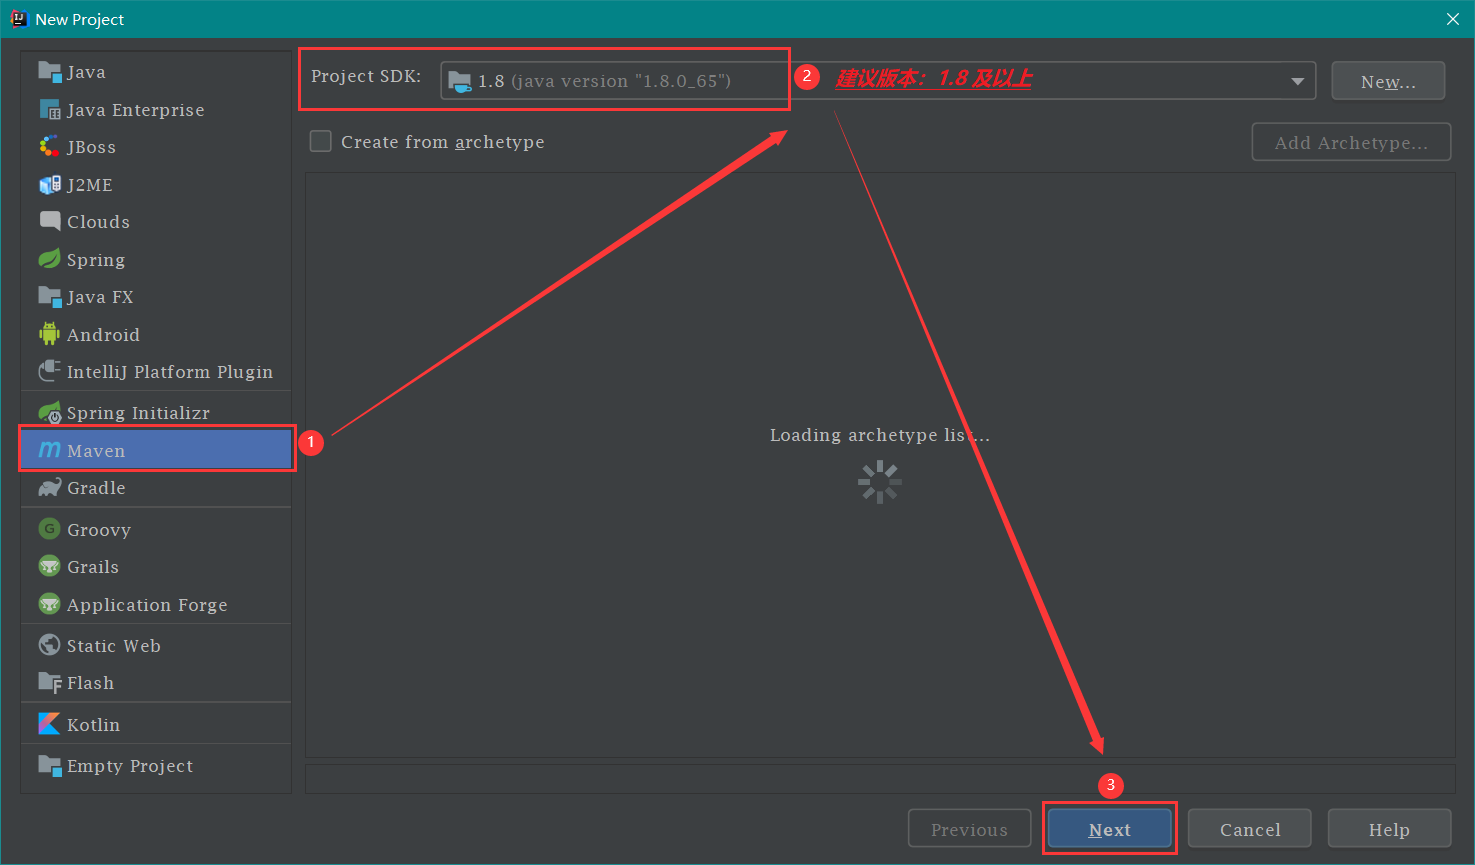 New Project
Java
Java Enterprise
JBoss
J2ME
Clouds
Spring
Java FX
Android
IntelliJ Platform Plugin
Spring Initializr
Maven
Gradle
Groovy
Grails
Application Forge
Static Web
Flash
Kotlin
Empty Project
1
Project SDK: 1.8 (java version "1.8.0_65") 2 建议版本：1.8 及以上 New...
Create from archetype Add Archetype...
Loading archetype list...
3
Previous Next Cancel Help